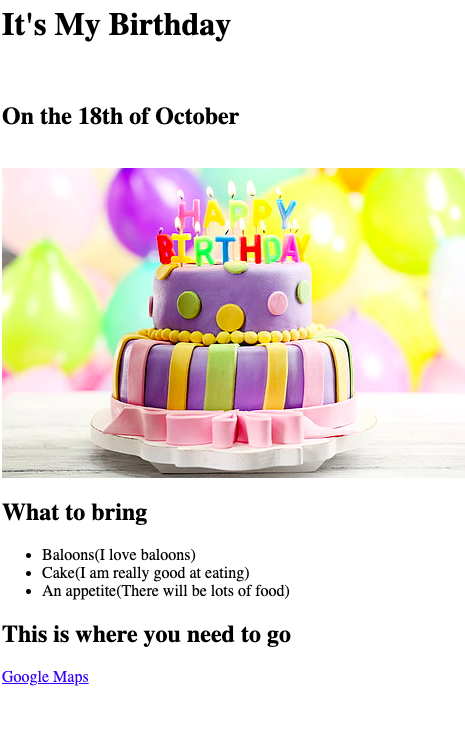 It's My Birthday
On the 18th of October
HAPPY
BIRTHDAY
What to bring
Baloons(I love baloons)
Cake(I am really good at eating)
An appetite(There will be lots of food)
This is where you need to go
Google Maps